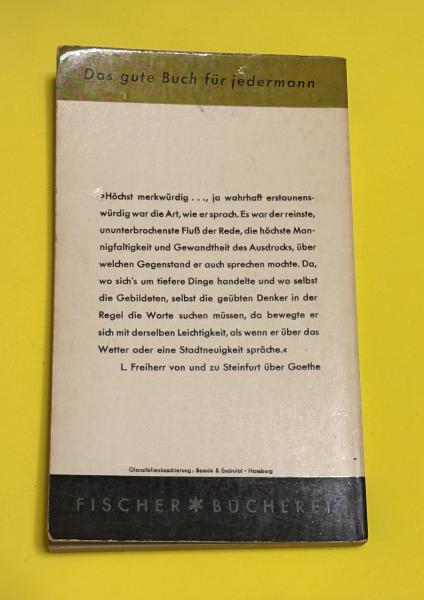 Das gute Buch für jedermann
›Höchst merkwürdig . . ., ja wahrhaft erstaunens-
würdig war die Art, wie er sprach. Es war der reinste,
ununterbrochenste Fluß der Rede, die höchste Man-
nigfaltigkeit und Gewandtheit des Ausdrucks, über
welchen Gegenstand er auch sprechen mochte. Da,
wo sich's um tiefere Dinge handelte und wo selbst
die Gebildeten, selbst die geübten Denker in der
Regel die Worte suchen müssen, da bewegte er
sich mit derselben Leichtigkeit, als wenn er über das
Wetter oder eine Stadtneuigkeit spräche.‹
L. Freiherr von und zu Steinfurt über Goethe
Glanzfolienkaschierung: & Endrulat · Hamburg
FISCHER * BÜCHEREI